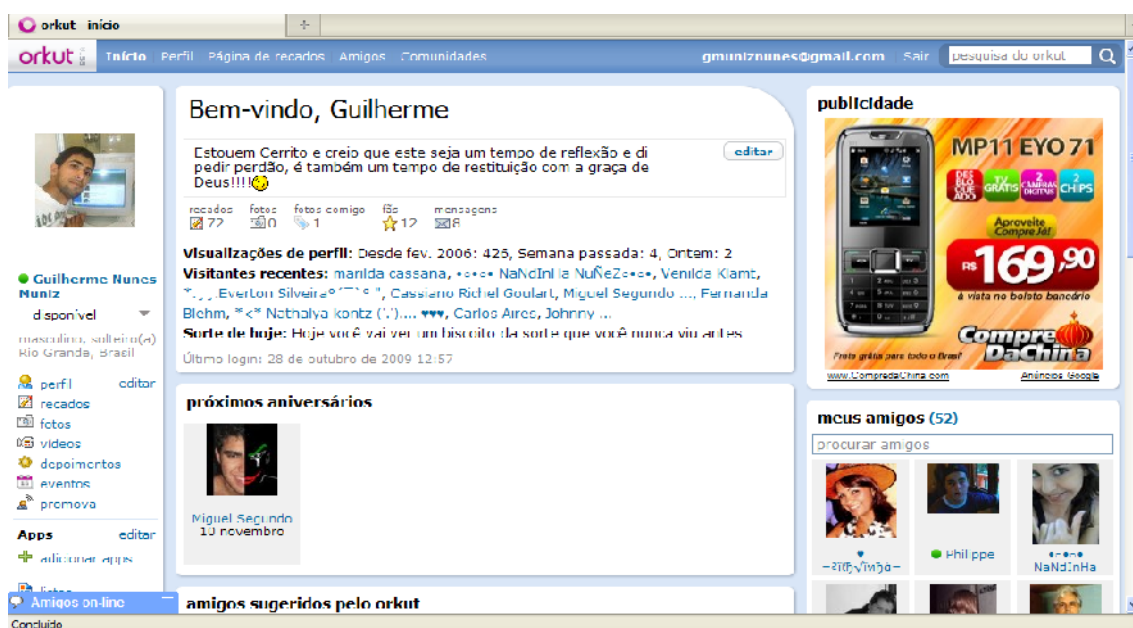 orkut início
orkut Início Perfil Página de recados Amigos Comunidades gmuniznunes@gmail.com Sair pesquisa do orkut
Bem-vindo, Guilherme
Estouem Cerrito e creio que este seja um tempo de reflexão e di
pedir perdão, é também um tempo de restituição com a graça de
Deus!!!!
editar
recados fotos fotos comigo fãs mensagens
72 0 1 12 8
Visualizações de perfil: Desde fev. 2006: 425, Semana passada: 4, Ontem: 2
Visitantes recentes: marilda cassana, •○•○• NaNdInHa NuÑeZ•○•○, Venilda Klamt,
Everton Silveira, Cassiano Richel Goulart, Miguel Segundo ..., Fernanda
Blehm, *<* Nathalya kontz ('.').... ♥♥♥, Carlos Aires, Johnny ...
Sorte de hoje: Hoje você vai ver um biscoito da sorte que você nunca viu antes
Último login: 28 de outubro de 2009 12:57
Guilherme Nunes
Muniz
disponível
masculino, solteiro(a)
Rio Grande, Brasil
perfil editar
recados
fotos
vídeos
depoimentos
eventos
promova
Apps editar
adicionar apps
Amigos on-line
próximos aniversários
Miguel Segundo
novembro
amigos sugeridos pelo orkut
publicidade
MP11 EYO 71
DES
BLO
QUEADO
TV
GRÁTIS
2
CÂMERAS
DIGITAIS
2
CHIPS
Aproveite
Compre Já!
R$ 169,90
à vista no boleto bancário
Frete grátis para todo o Brasil
Compre
DaChina
www.CompredaChina.com Anúncios Google
meus amigos (52)
procurar amigos
♥
Philippe
NaNdInHa
Concluído